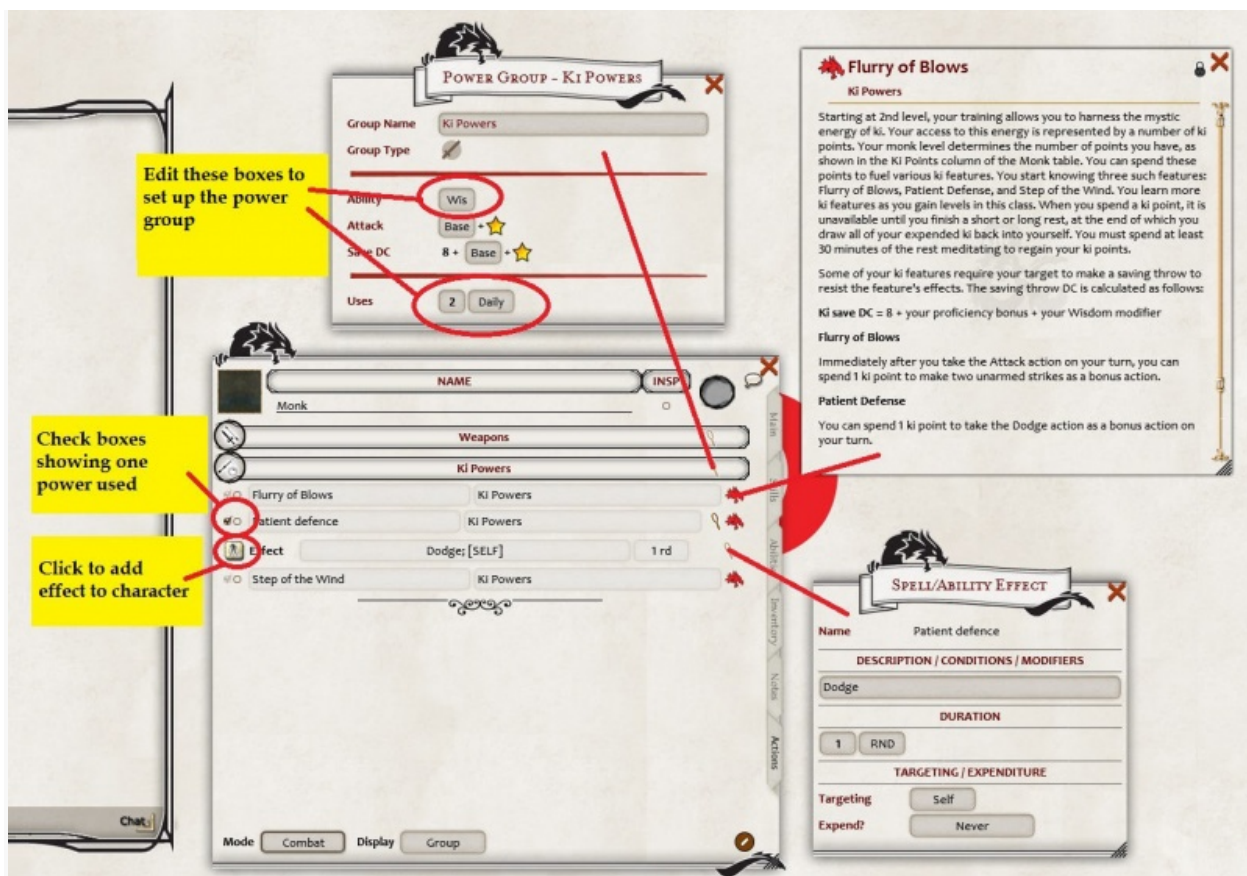 POWER GROUP - KI POWERS
Group Name Ki Powers
Group Type
Ability Wis
Attack Base +
Save DC 8 + Base +
Uses 2 Daily
Edit these boxes to
set up the power
group
Flurry of Blows
Ki Powers
Starting at 2nd level, your training allows you to harness the mystic
energy of ki. Your access to this energy is represented by a number of ki
points. Your monk level determines the number of points you have, as
shown in the Ki Points column of the Monk table. You can spend these
points to fuel various ki features. You start knowing three such features:
Flurry of Blows, Patient Defense, and Step of the Wind. You learn more
ki features as you gain levels in this class. When you spend a ki point, it is
unavailable until you finish a short or long rest, at the end of which you
draw all of your expended ki back into yourself. You must spend at least
30 minutes of the rest meditating to regain your ki points.
Some of your ki features require your target to make a saving throw to
resist the feature's effects. The saving throw DC is calculated as follows:
Ki save DC = 8 + your proficiency bonus + your Wisdom modifier
Flurry of Blows
Immediately after you take the Attack action on your turn, you can
spend 1 ki point to make two unarmed strikes as a bonus action.
Patient Defense
You can spend 1 ki point to take the Dodge action as a bonus action on
your turn.
NAME INSP
Monk
Weapons
Ki Powers
Flurry of Blows Ki Powers
Patient defence Ki Powers
Effect Dodge; [SELF] 1 rd
Step of the Wind Ki Powers
Check boxes
showing one
power used
Click to add
effect to character
Main
Skills
Abilities
Inventory
Notes
Actions
Mode Combat Display Group
Chat
SPELL/ABILITY EFFECT
Name Patient defence
DESCRIPTION / CONDITIONS / MODIFIERS
Dodge
DURATION
1 RND
TARGETING / EXPENDITURE
Targeting Self
Expend? Never